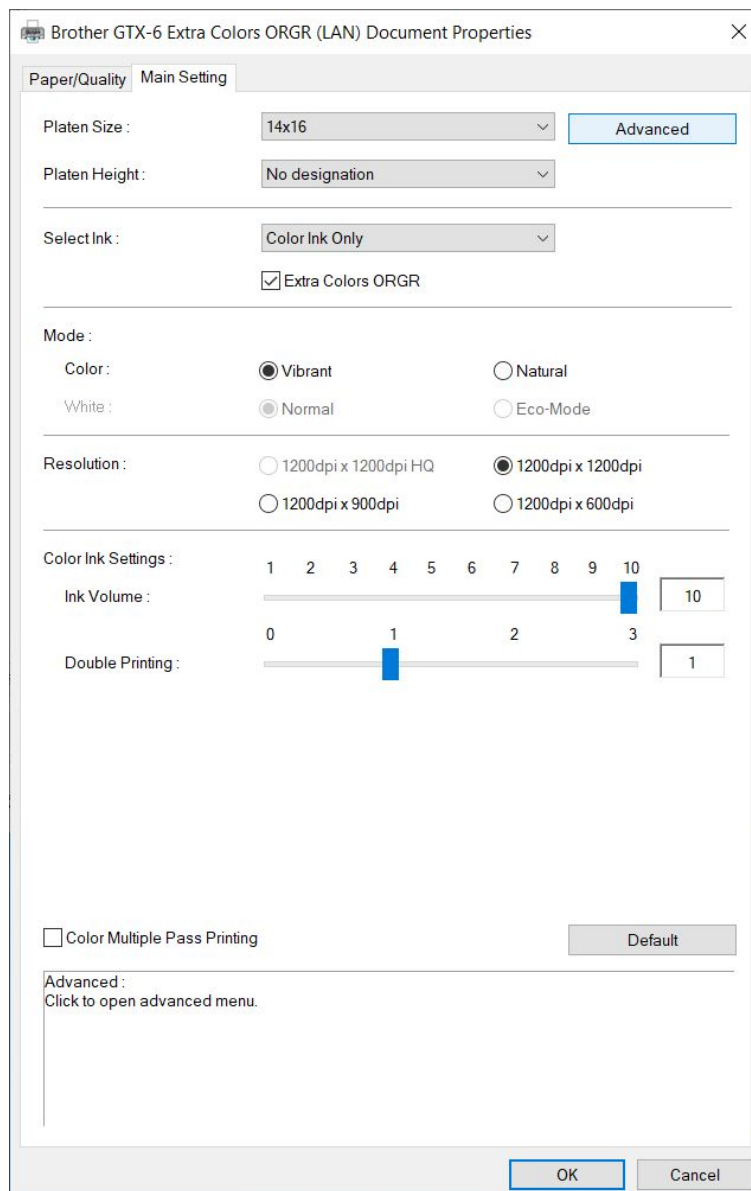 Brother GTX-6 Extra Colors ORGR (LAN) Document Properties
Paper/Quality Main Setting
Platen Size : 14x16 Advanced
Platen Height : No designation
Select Ink : Color Ink Only
Extra Colors ORGR
Mode :
Color : Vibrant Natural
White : Normal Eco-Mode
Resolution : 1200dpi x 1200dpi HQ 1200dpi x 1200dpi
1200dpi x 900dpi 1200dpi x 600dpi
Color Ink Settings :
1 2 3 4 5 6 7 8 9 10
Ink Volume : 10
0 1 2 3
Double Printing : 1
Color Multiple Pass Printing Default
Advanced :
Click to open advanced menu.
OK Cancel